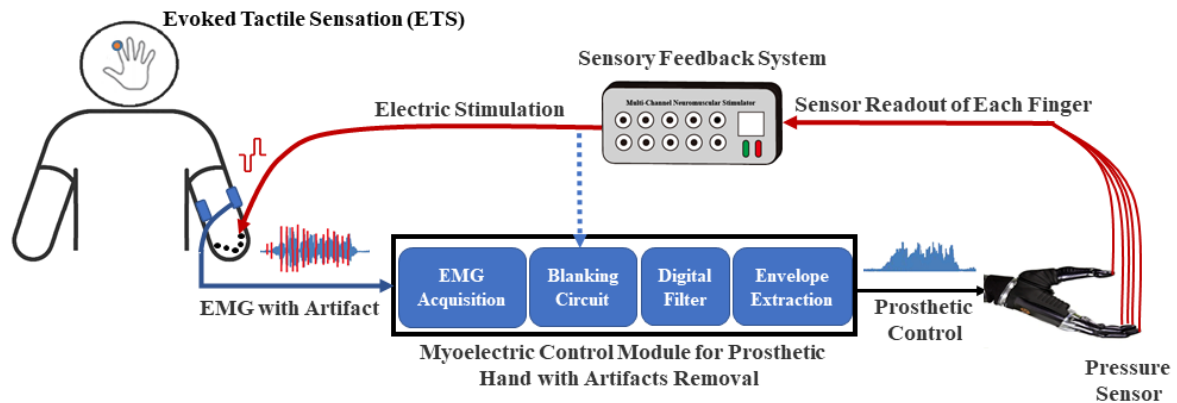 Evoked Tactile Sensation (ETS)
Sensory Feedback System
Electric Stimulation
Multi-Channel Neuromuscular Stimulator
Sensor Readout of Each Finger
EMG with Artifact
EMG
Acquisition
Blanking
Circuit
Digital
Filter
Envelope
Extraction
Prosthetic
Control
Myoelectric Control Module for Prosthetic
Hand with Artifacts Removal
Pressure
Sensor